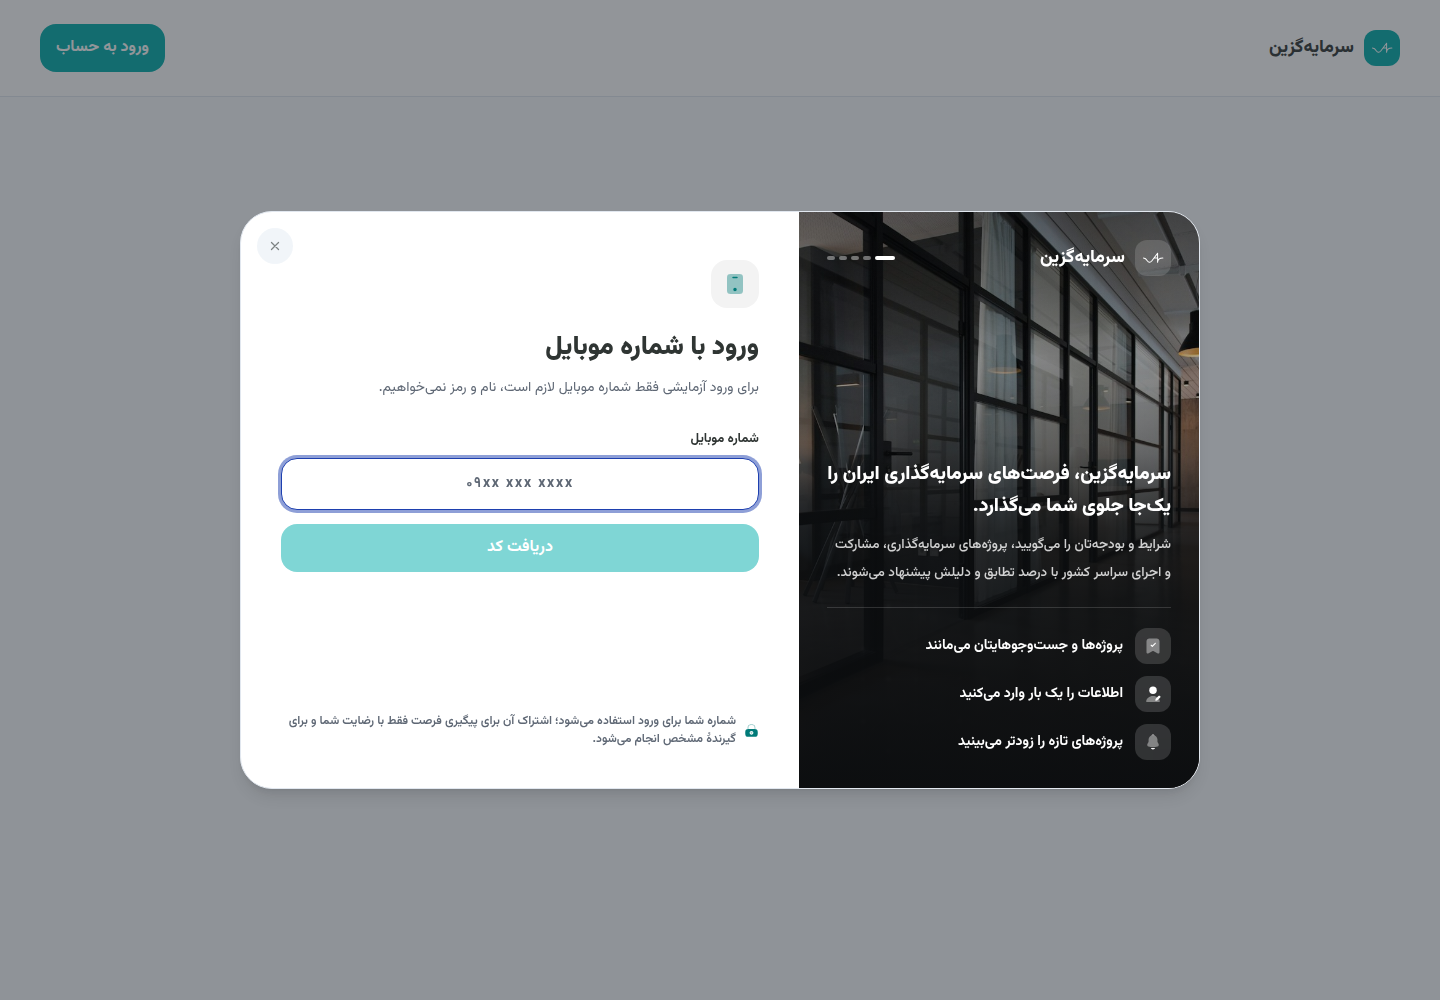 سرمایه‌گزین
ورود به حساب
سرمایه‌گزین
سرمایه‌گزین، فرصت‌های سرمایه‌گذاری ایران را
یک‌جا جلوی شما می‌گذارد.
شرایط و بودجه‌تان را می‌گویید، پروژه‌های سرمایه‌گذاری، مشارکت
و اجرای سراسر کشور با درصد تطابق و دلیلش پیشنهاد می‌شوند.
پروژه‌ها و جست‌وجوهایتان می‌مانند
اطلاعات را یک بار وارد می‌کنید
پروژه‌های تازه را زودتر می‌بینید
ورود با شماره موبایل
برای ورود آزمایشی فقط شماره موبایل لازم است، نام و رمز نمی‌خواهیم.
شماره موبایل
۰۹xx xxx xxxx
دریافت کد
شماره شما برای ورود استفاده می‌شود؛ اشتراک آن برای پیگیری فرصت فقط با رضایت شما و برای
گیرندهٔ مشخص انجام می‌شود.